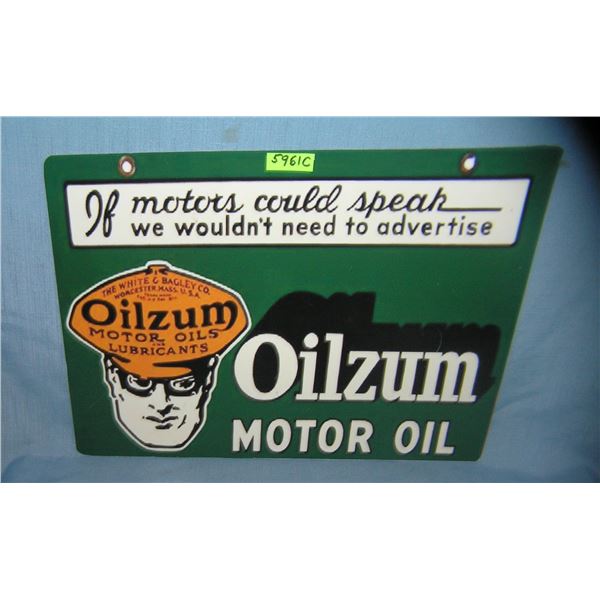 5961C
If motors could speak
we wouldn't need to advertise
THE WHITE & BAGLEY CO.
WORCESTER, MASS. U.S.A.
Oilzum
MOTOR OILS
AND
LUBRICANTS
Oilzum
MOTOR OIL